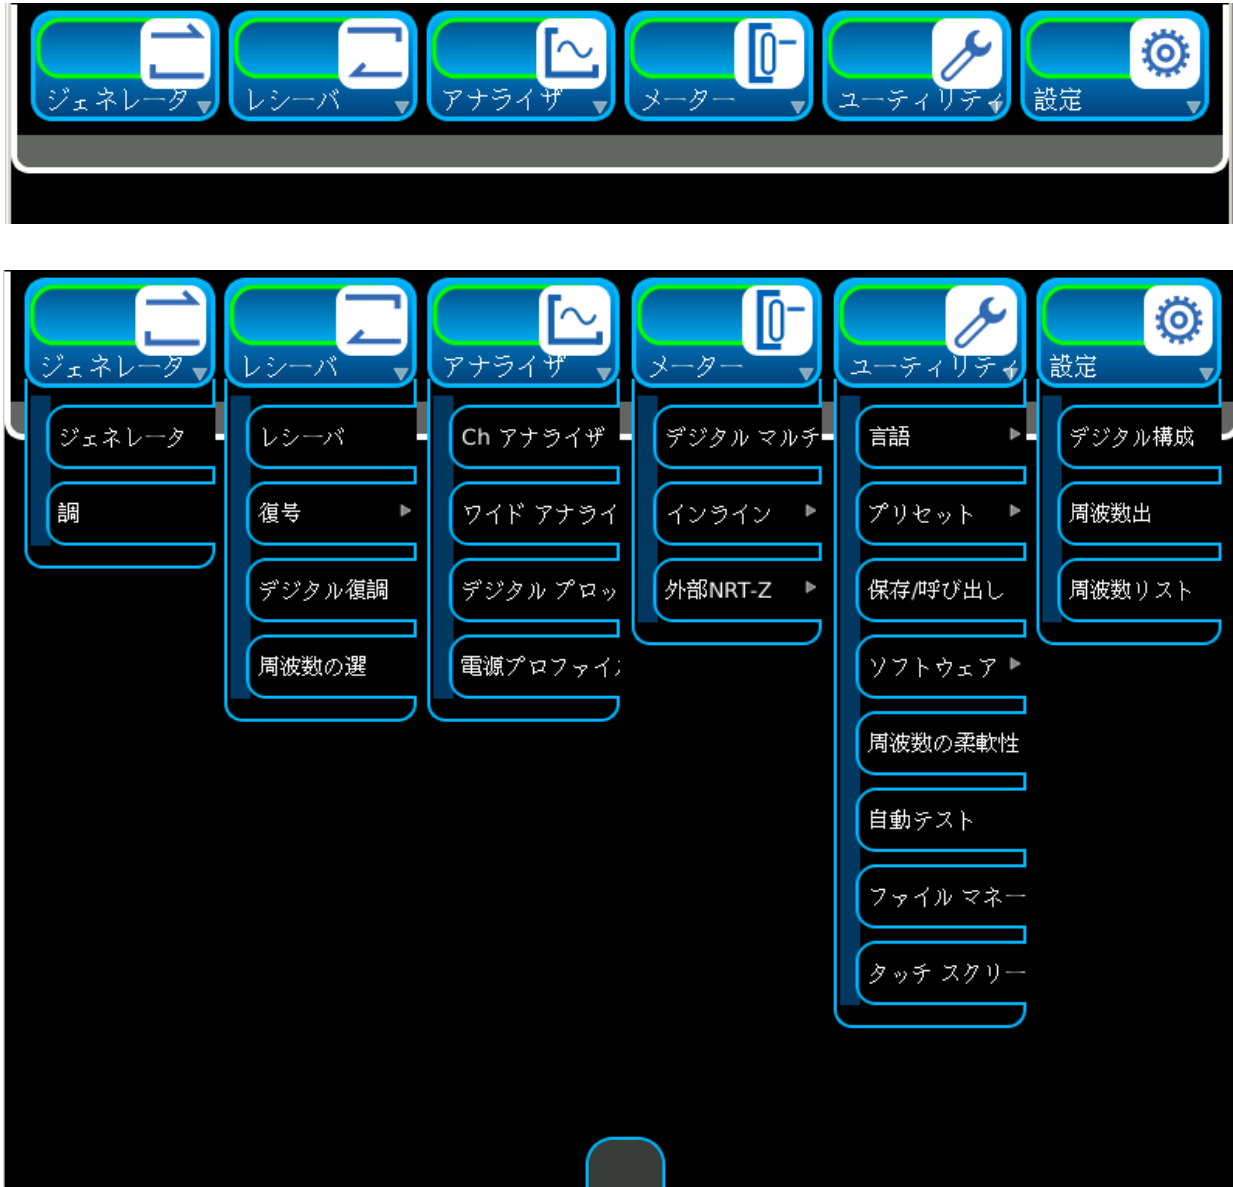 ジェネレータ
レシーバ
アナライザ
メーター
ユーティリティ
設定
ジェネレータ
レシーバ
アナライザ
メーター
ユーティリティ
設定
ジェネレータ
調
レシーバ
復号
デジタル復調
周波数の選
Ch アナライザ
ワイド アナライ
デジタル プロッ
電源プロファイ
デジタル マルチ
インライン
外部NRT-Z
言語
プリセット
保存/呼び出し
ソフトウェア
周波数の柔軟性
自動テスト
ファイル マネー
タッチ スクリー
デジタル構成
周波数出
周波数リスト